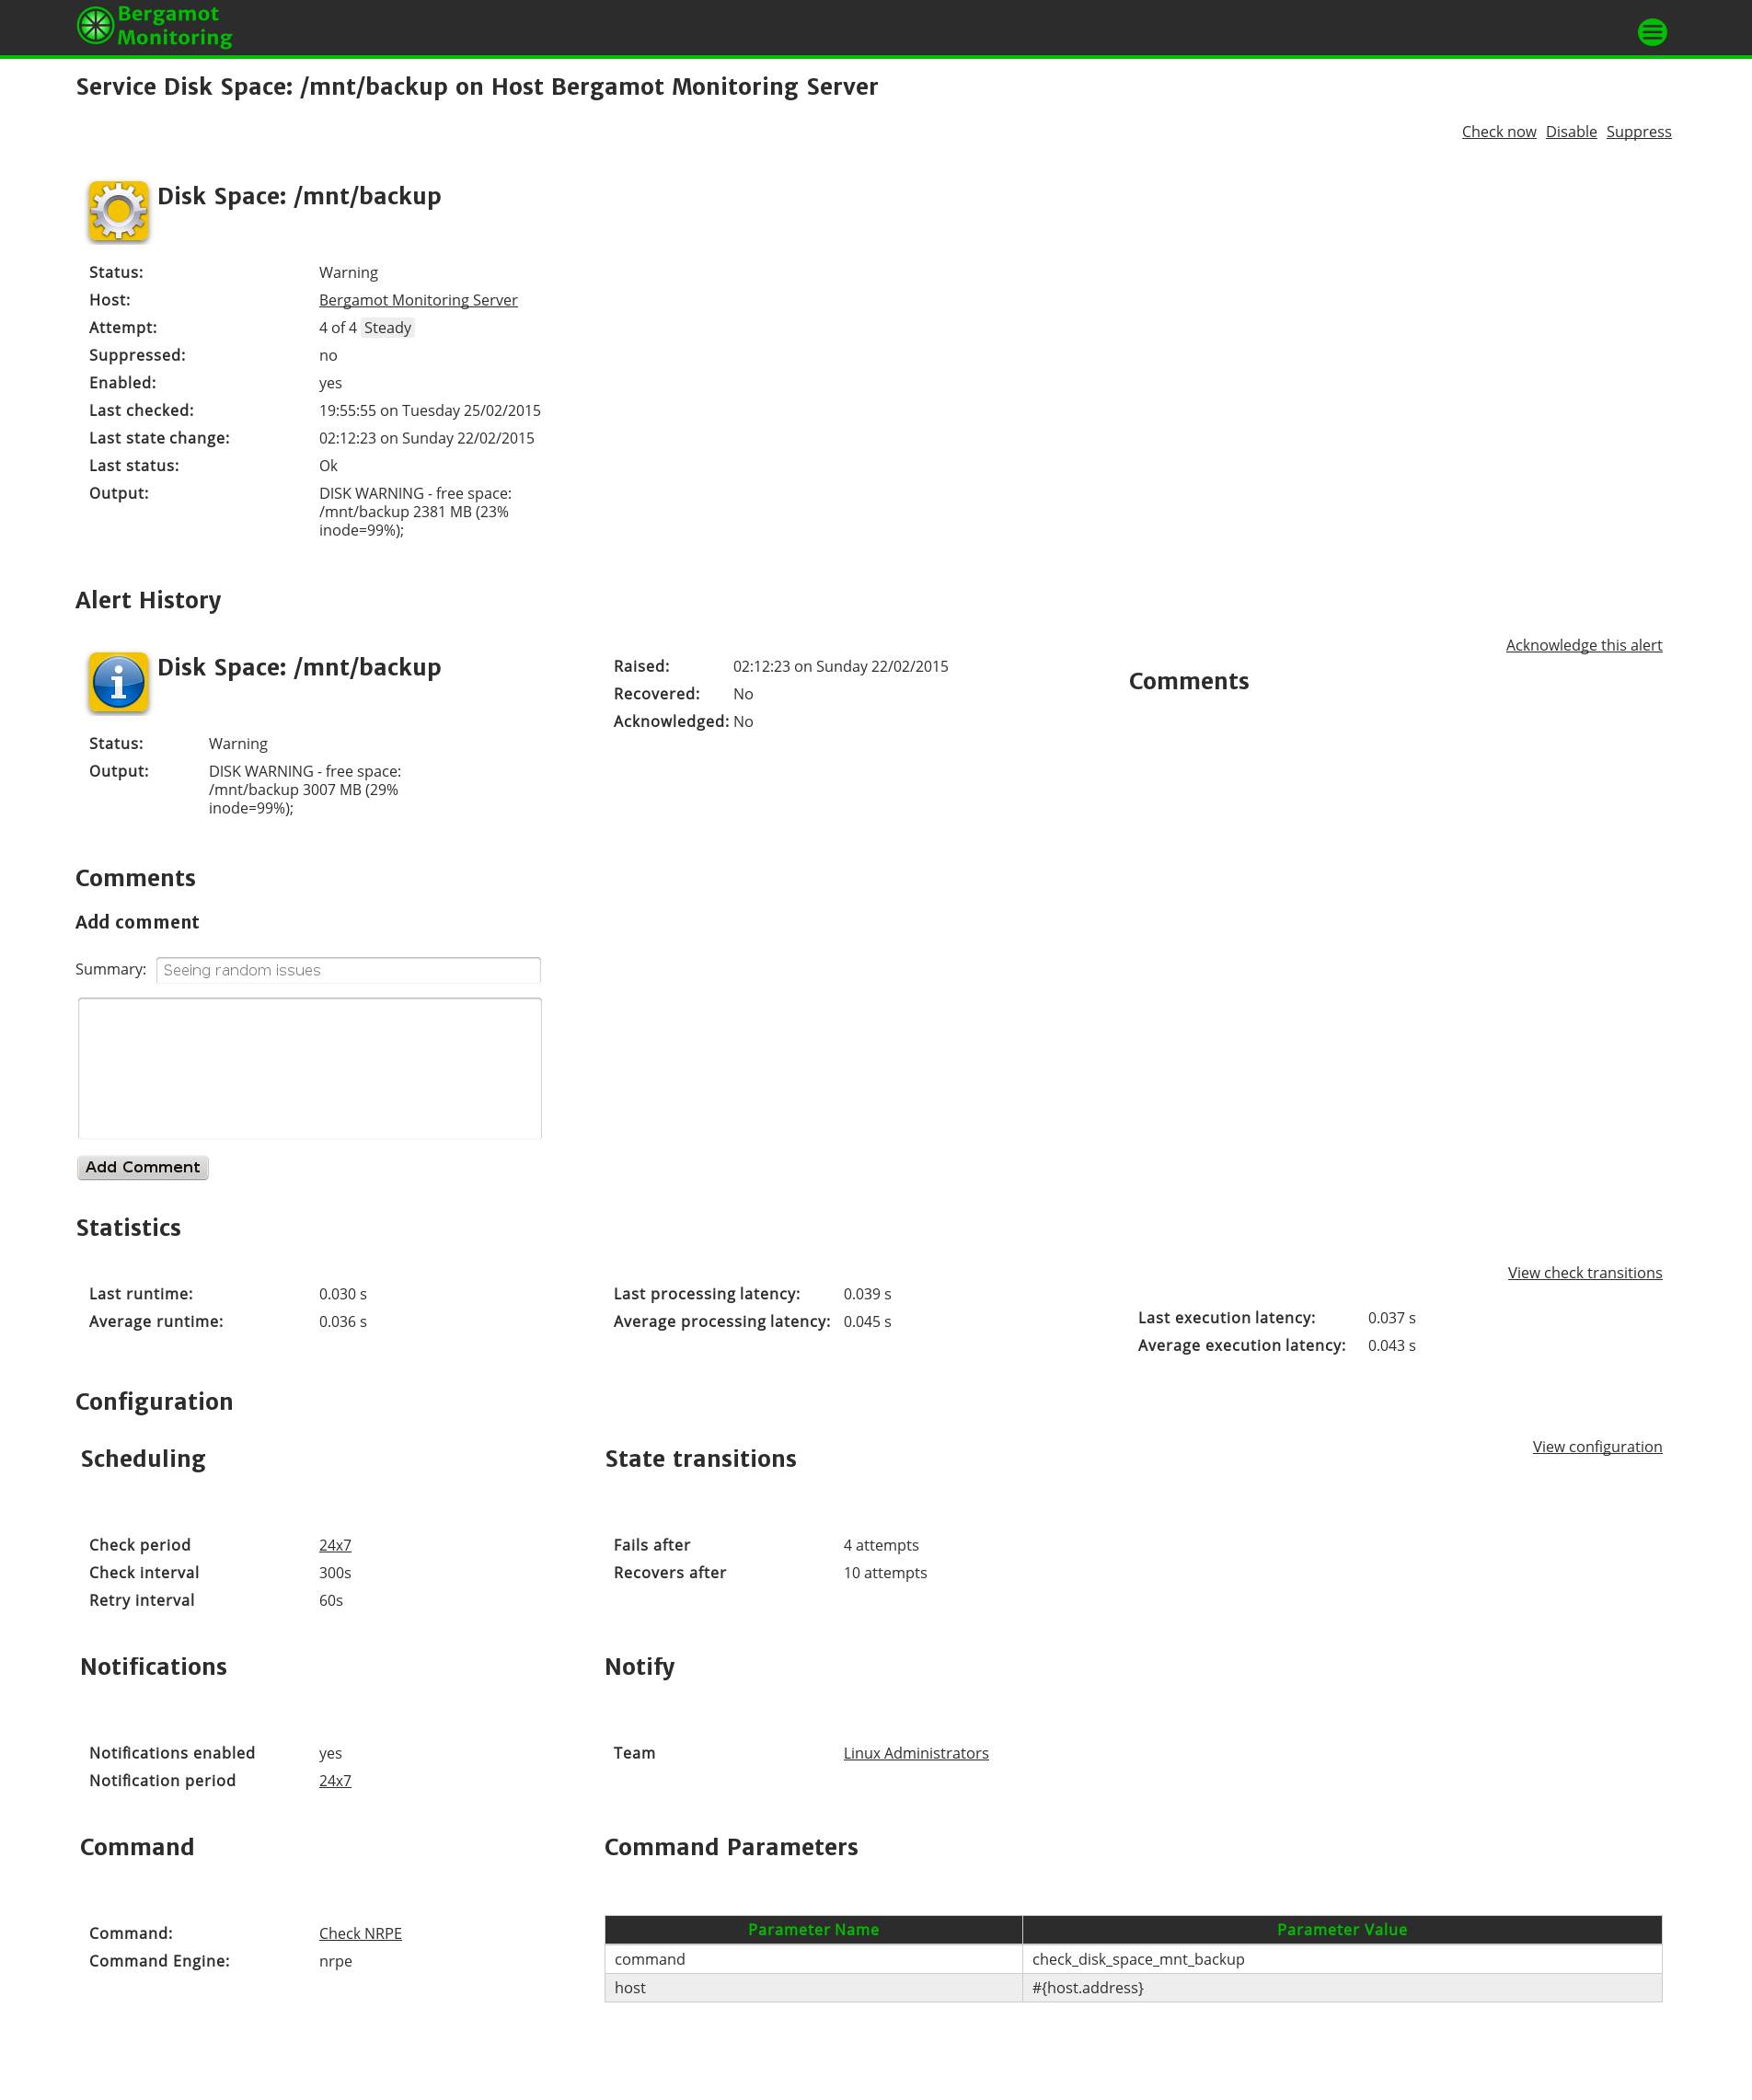 Bergamot
Monitoring
Service Disk Space: /mnt/backup on Host Bergamot Monitoring Server
Check now Disable Suppress
Disk Space: /mnt/backup
Status: Warning
Host: Bergamot Monitoring Server
Attempt: 4 of 4 Steady
Suppressed: no
Enabled: yes
Last checked: 19:55:55 on Tuesday 25/02/2015
Last state change: 02:12:23 on Sunday 22/02/2015
Last status: Ok
Output: DISK WARNING - free space:
/mnt/backup 2381 MB (23%
inode=99%);
Alert History
Acknowledge this alert
Disk Space: /mnt/backup
Status: Warning
Output: DISK WARNING - free space:
/mnt/backup 3007 MB (29%
inode=99%);
Raised: 02:12:23 on Sunday 22/02/2015
Recovered: No
Acknowledged: No
Comments
Comments
Add comment
Summary: Seeing random issues
Add Comment
Statistics
View check transitions
Last runtime: 0.030 s
Average runtime: 0.036 s
Last processing latency: 0.039 s
Average processing latency: 0.045 s
Last execution latency: 0.037 s
Average execution latency: 0.043 s
Configuration
View configuration
Scheduling
Check period 24x7
Check interval 300s
Retry interval 60s
State transitions
Fails after 4 attempts
Recovers after 10 attempts
Notifications
Notifications enabled yes
Notification period 24x7
Notify
Team Linux Administrators
Command
Command: Check NRPE
Command Engine: nrpe
Command Parameters
Parameter Name Parameter Value
command check_disk_space_mnt_backup
host #{host.address}